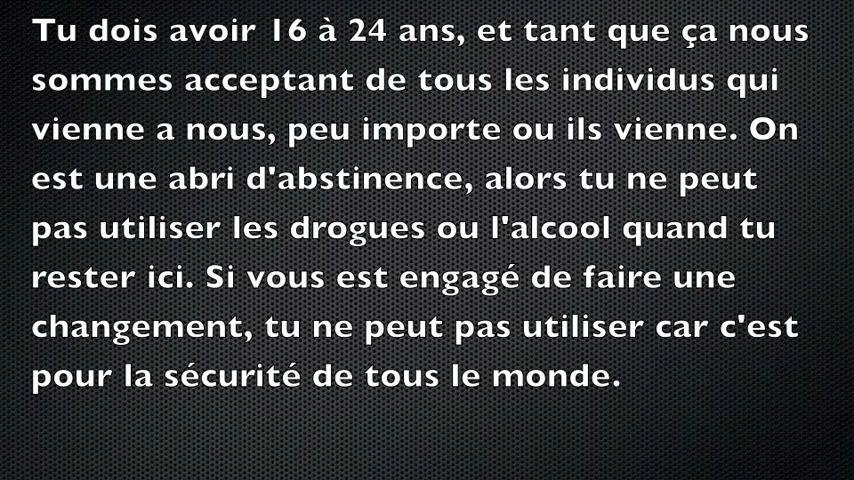 Tu dois avoir 16 à 24 ans, et tant que ça nous
sommes acceptant de tous les individus qui
vienne a nous, peu importe ou ils vienne. On
est une abri d'abstinence, alors tu ne peut
pas utiliser les drogues ou l'alcool quand tu
rester ici. Si vous est engagé de faire une
changement, tu ne peut pas utiliser car c'est
pour la sécurité de tous le monde.